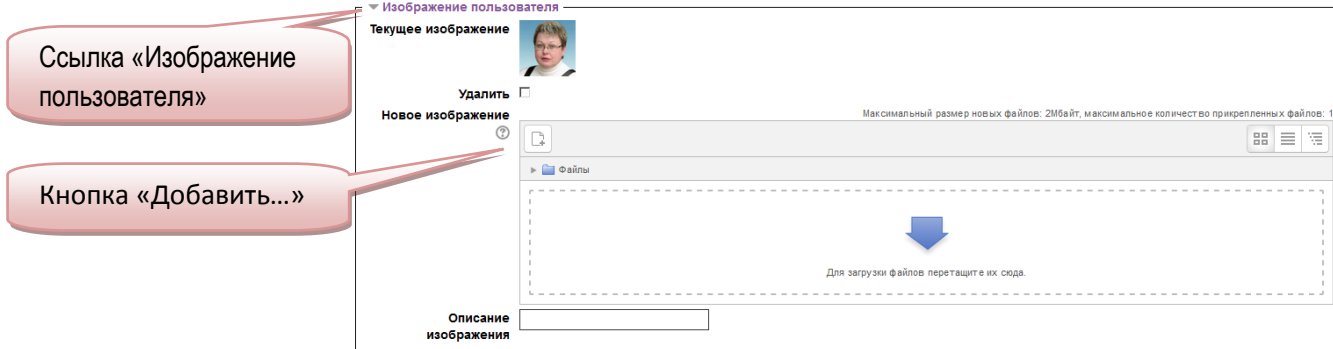 Изображение пользователя
Текущее изображение
Ссылка «Изображение
пользователя»
Удалить
Новое изображение
Максимальный размер новых файлов: 2Мбайт, максимальное количество прикрепленных файлов: 1
?
Файлы
Кнопка «Добавить...»
Для загрузки файлов перетащите их сюда.
Описание
изображения